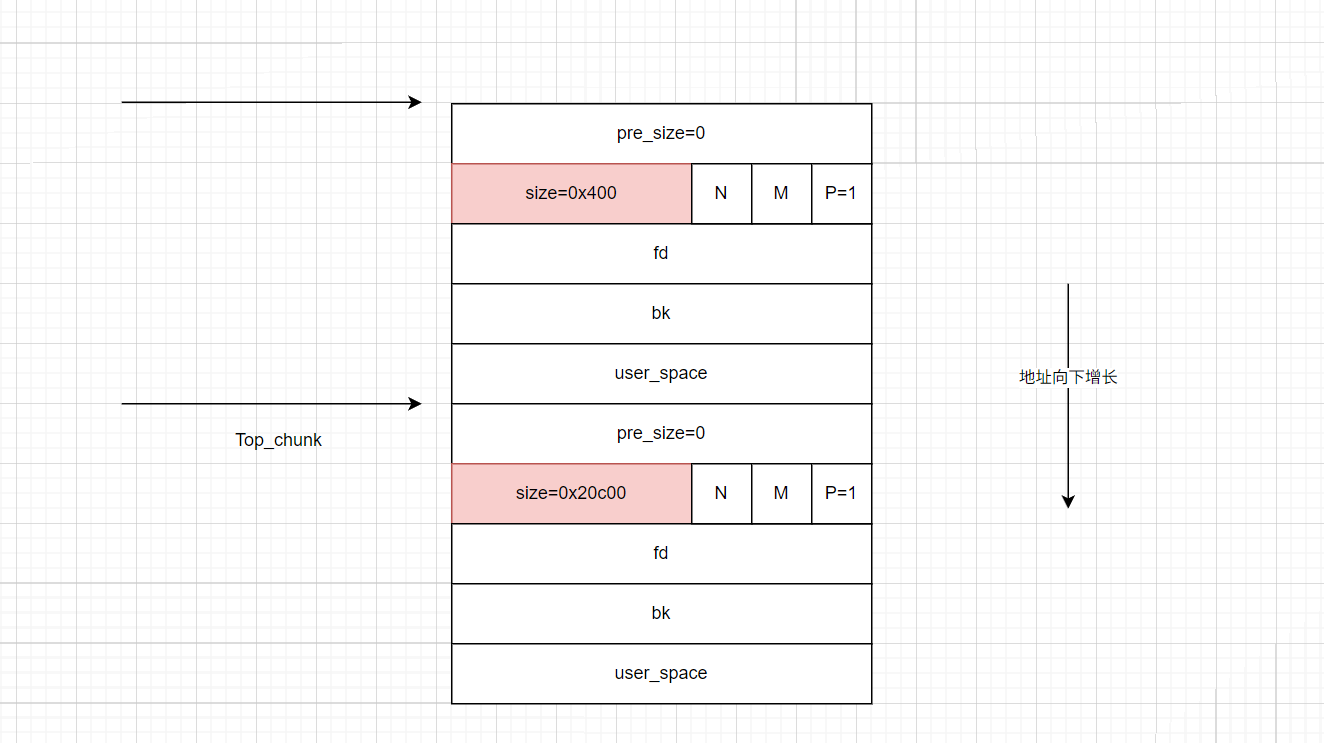 pre_size=0
size=0x400
N
M
P=1
fd
bk
user_space
地址向下增长
pre_size=0
Top_chunk
size=0x20c00
N
M
P=1
fd
bk
user_space